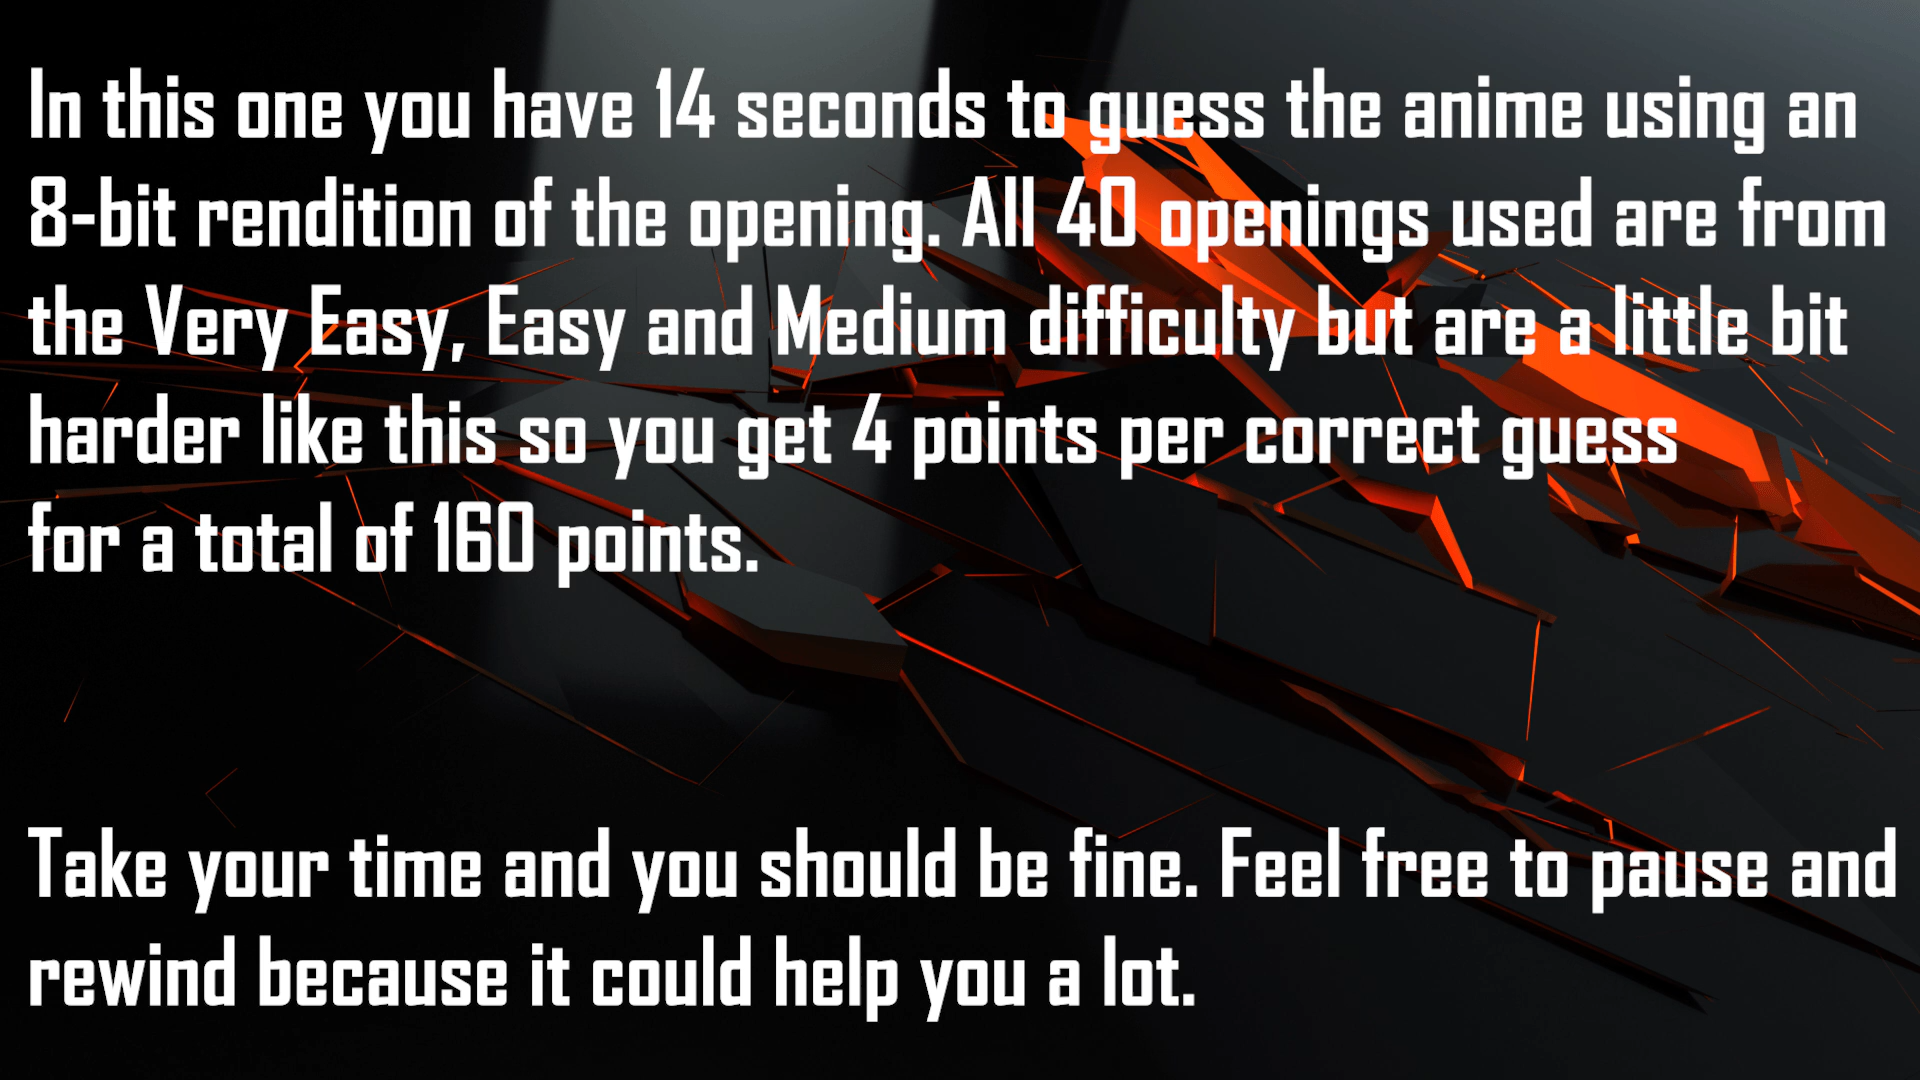 In this one you have 14 seconds to guess the anime using an
8-bit rendition of the opening. All 40 openings used are from
the Very Easy, Easy and Medium difficulty but are a little bit
harder like this so you get 4 points per correct guess
for a total of 160 points.
Take your time and you should be fine. Feel free to pause and
rewind because it could help you a lot.